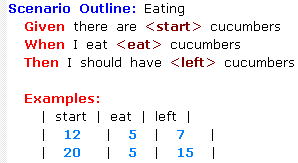 Scenario Outline: Eating
Given there are <start> cucumbers
When I eat <eat> cucumbers
Then I should have <left> cucumbers
Examples:
| start | eat | left |
| 12 | 5 | 7 |
| 20 | 5 | 15 |